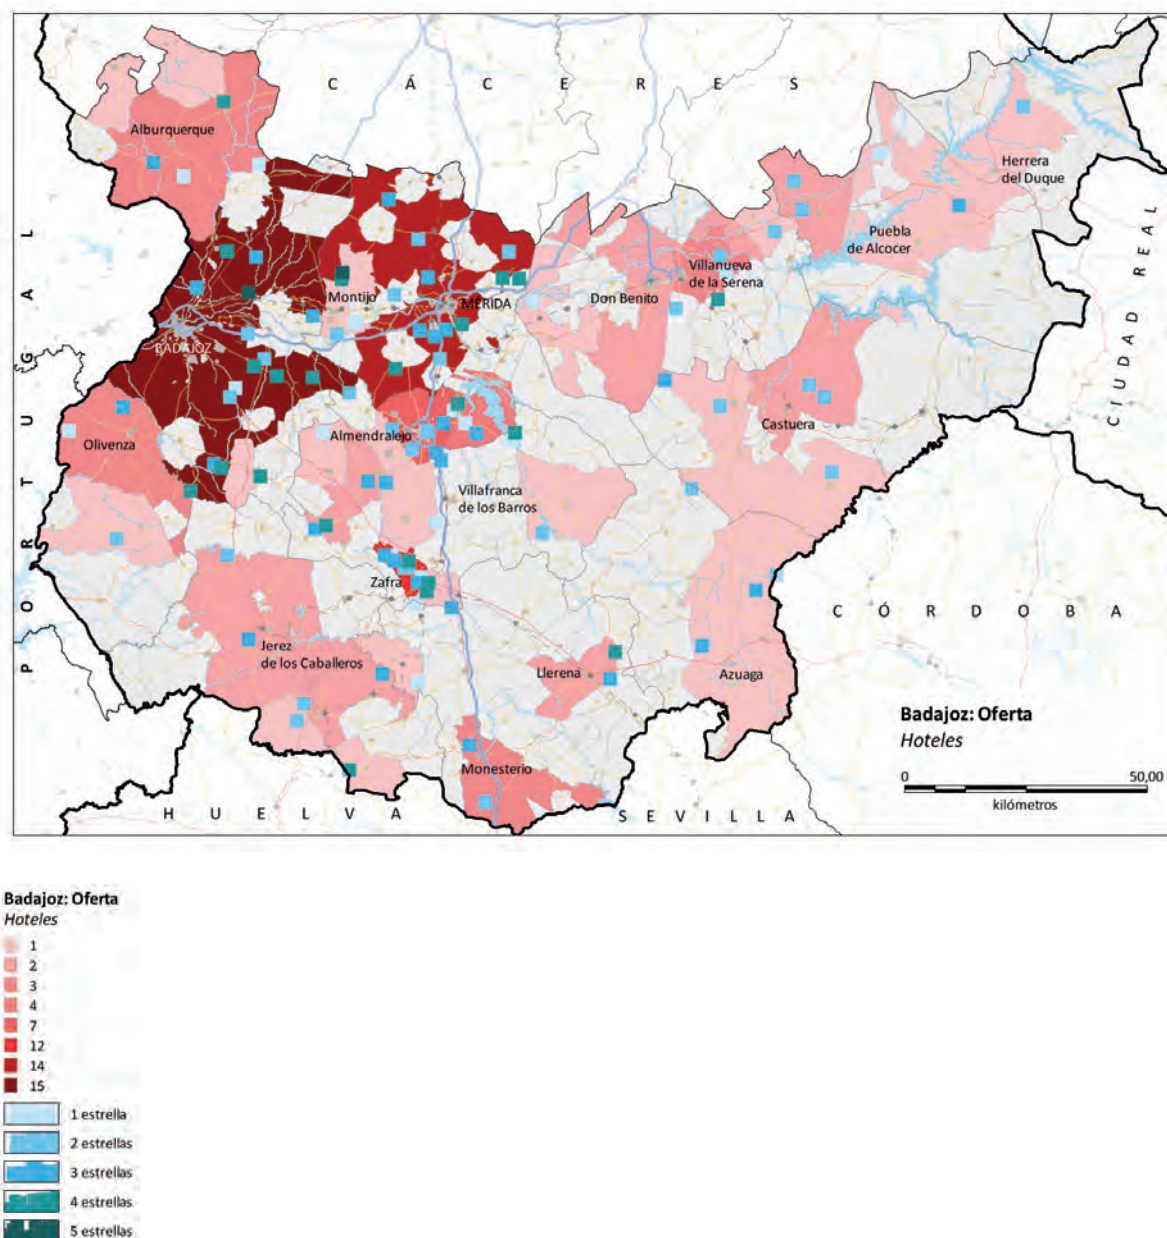 C Á C E R E S
Alburquerque
Herrera
del Duque
Puebla
de Alcocer
Villanueva
de la Serena
Montijo
MÉRIDA
Don Benito
BADAJOZ
P O R T U G A L
CIUDAD REAL
Olivenza
Almendralejo
Castuera
Villafranca
de los Barros
Zafra
C Ó R D O B A
Jerez
de los Caballeros
Llerena
Azuaga
Monesterio
H U E L V A
S E V I L L A
Badajoz: Oferta
Hoteles
0 50,00
kilómetros
Badajoz: Oferta
Hoteles
1
2
3
4
7
12
14
15
1 estrella
2 estrellas
3 estrellas
4 estrellas
5 estrellas